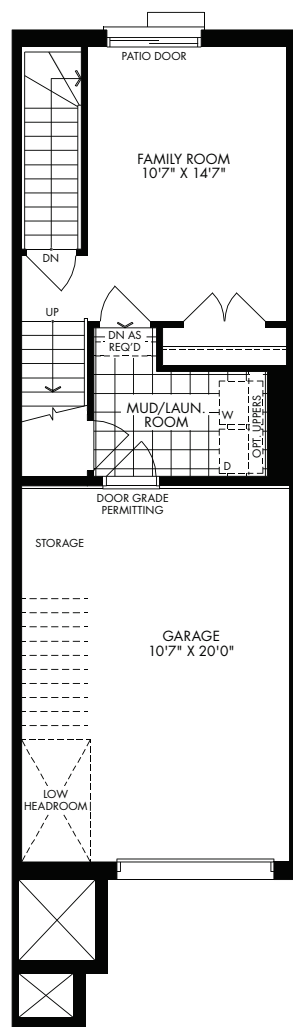 PATIO DOOR
FAMILY ROOM
10'7" X 14'7"
DN
UP
DN AS
REQ'D
MUD/LAUN.
ROOM
W
OPT. UPPERS
D
DOOR GRADE
PERMITTING
STORAGE
GARAGE
10'7" X 20'0"
LOW
HEADROOM